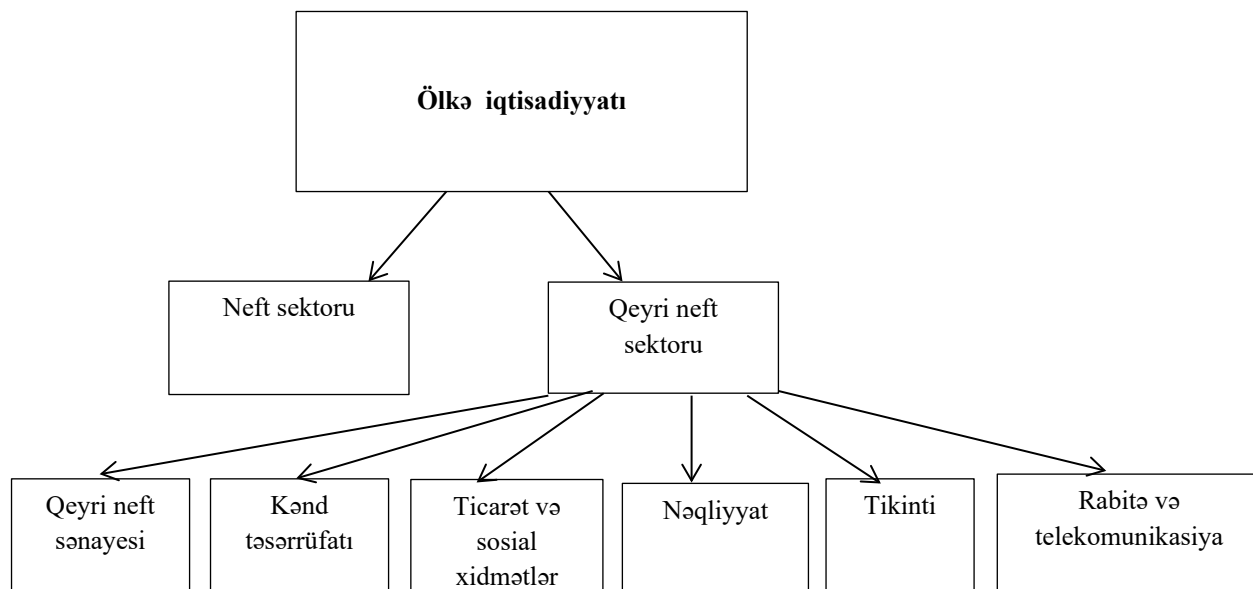 Ölkə iqtisadiyyatı
Neft sektoru
Qeyri neft
sektoru
Qeyri neft
sənayesi
Kənd
təsərrüfatı
Ticarət və
sosial
xidmətlər
Nəqliyyat
Tikinti
Rabitə və
telekomunikasiya